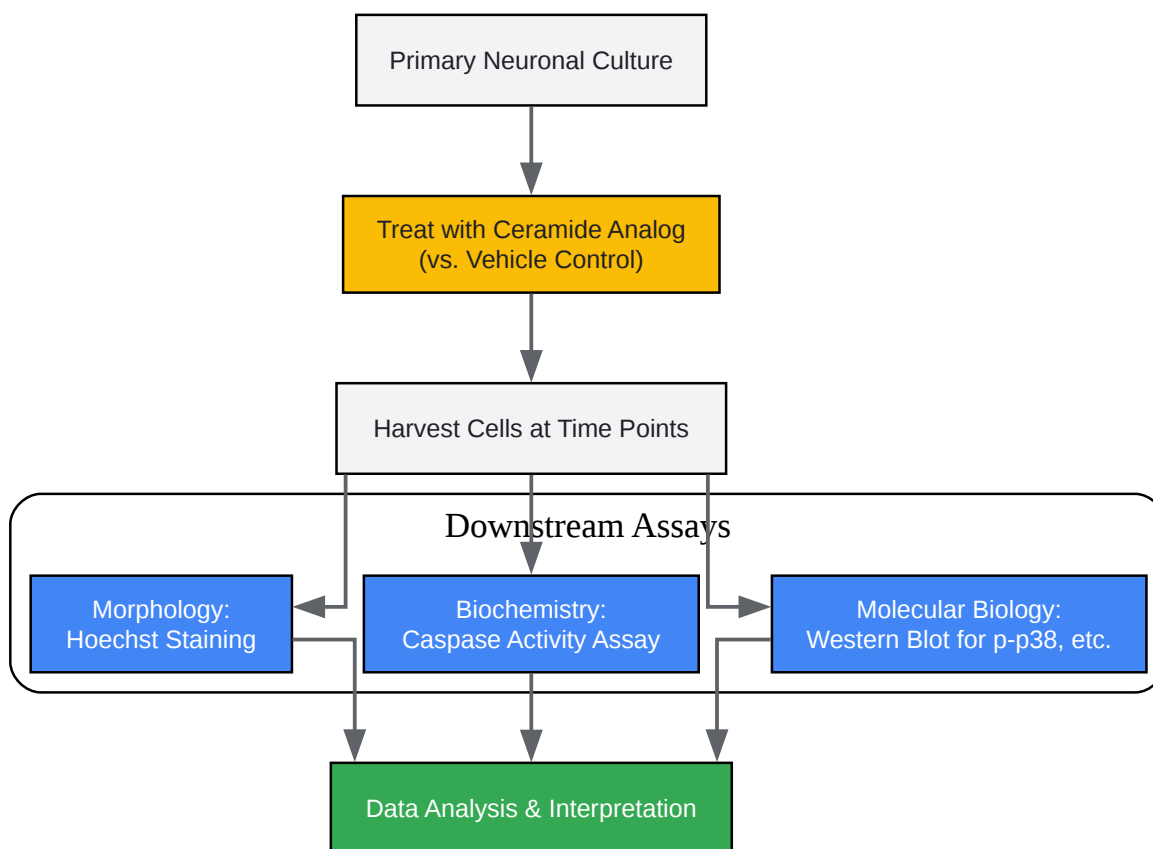 Primary Neuronal Culture
Treat with Ceramide Analog
(vs. Vehicle Control)
Harvest Cells at Time Points
Downstream Assays
Morphology:
Hoechst Staining
Biochemistry:
Caspase Activity Assay
Molecular Biology:
Western Blot for p-p38, etc.
Data Analysis & Interpretation